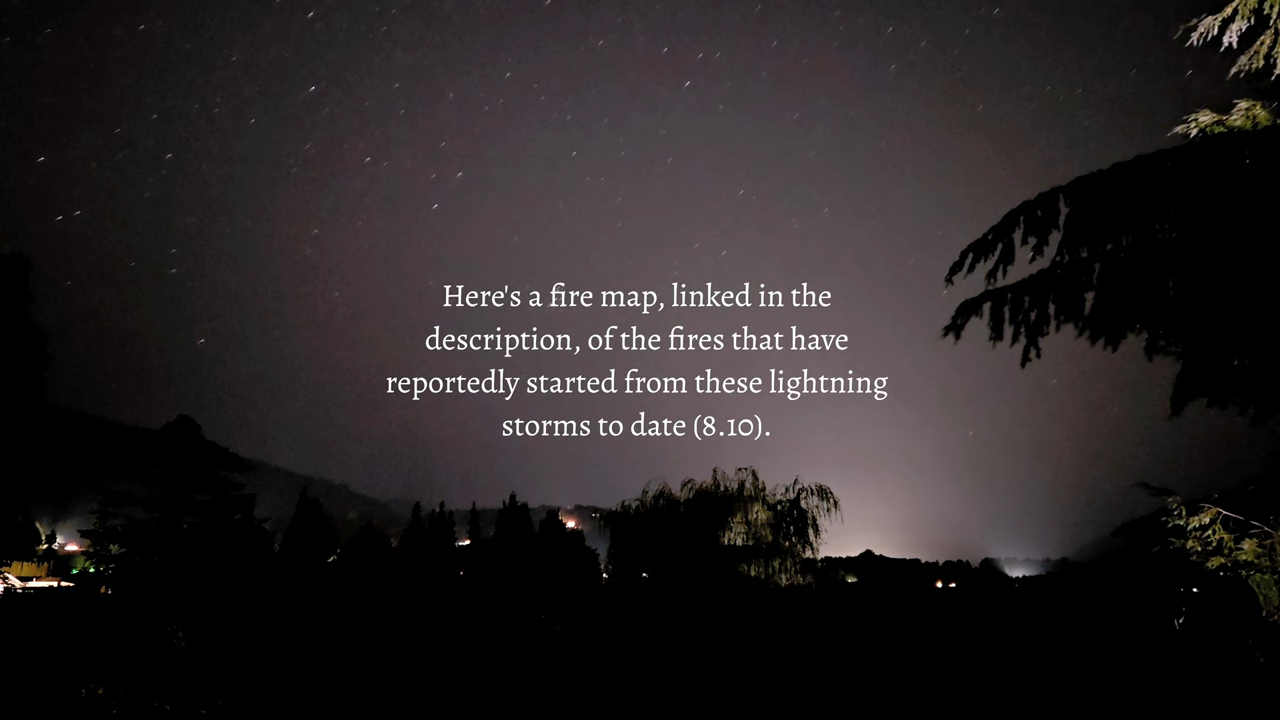 Here's a fire map, linked in the
description, of the fires that have
reportedly started from these lightning
storms to date (8.10).